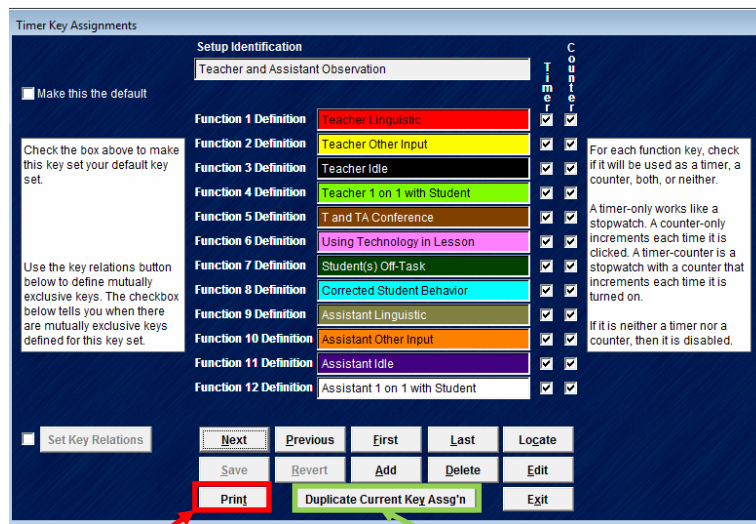 Timer Key Assignments
Setup Identification
Teacher and Assistant Observation
Timer
Counter
Make this the default
Check the box above to make
this key set your default key
set.
Use the key relations button
below to define mutually
exclusive keys. The checkbox
below tells you when there
are mutually exclusive keys
defined for this key set.
Function 1 Definition Teacher Linguistic
Function 2 Definition Teacher Other Input
Function 3 Definition Teacher Idle
Function 4 Definition Teacher 1 on 1 with Student
Function 5 Definition T and TA Conference
Function 6 Definition Using Technology in Lesson
Function 7 Definition Student(s) Off-Task
Function 8 Definition Corrected Student Behavior
Function 9 Definition Assistant Linguistic
Function 10 Definition Assistant Other Input
Function 11 Definition Assistant Idle
Function 12 Definition Assistant 1 on 1 with Student
For each function key, check
if it will be used as a timer, a
counter, both, or neither.
A timer-only works like a
stopwatch. A counter-only
increments each time it is
clicked. A timer-counter is a
stopwatch with a counter that
increments each time it is
turned on.
If it is neither a timer nor a
counter, then it is disabled.
Set Key Relations Next Previous First Last Locate
Save Revert Add Delete Edit
Print Duplicate Current Key Assg'n Exit